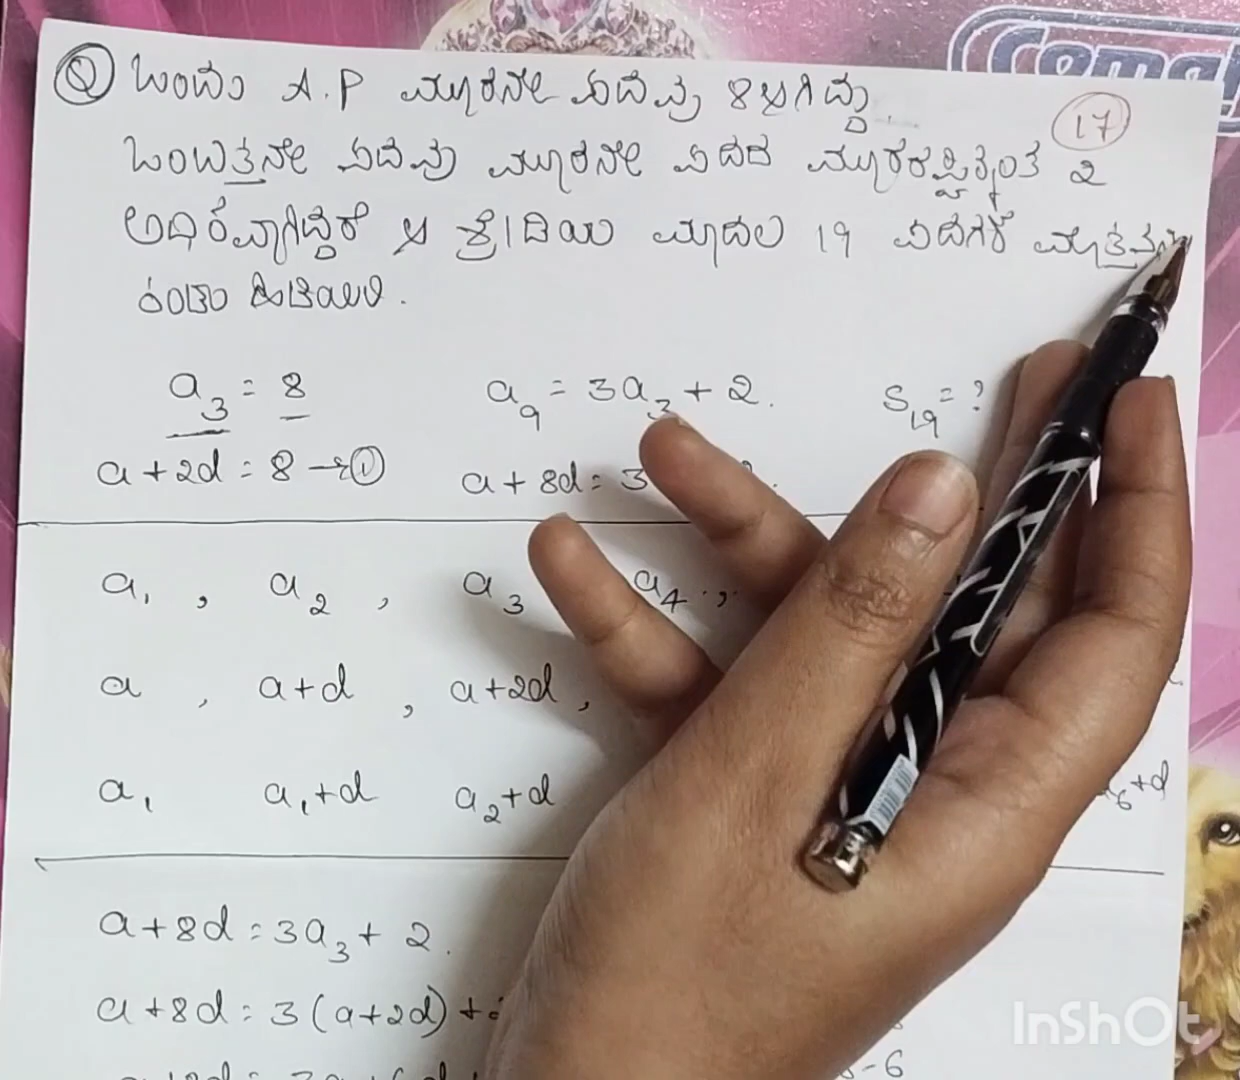 Q ಒಂದು A.P ಮೂರನೇ ಪದವು 8 ಆಗಿದ್ದು
17
ಒಂಬತ್ತನೇ ಪದವು ಮೂರನೇ ಪದದ ಮೂರರಷ್ಟಕ್ಕಿಂತ 2
ಅಧಿಕವಾಗಿದ್ದರೆ ಆ ಶ್ರೇಢಿಯ ಮೊದಲ 19 ಪದಗಳ
ಕಂಡು ಹಿಡಿಯಿರಿ.
a₃ = 8 a₉ = 3a₃ + 2. S₁₉ = ?
a + 2d = 8 → ① a + 8d = 3
a₁ , a₂ , a₃ a₄ ,
a , a+d , a+2d ,
a₁ a₁+d a₂+d a₆+d
a + 8d = 3a₃ + 2.
a + 8d = 3(a+2d) +
- 6
InShOt